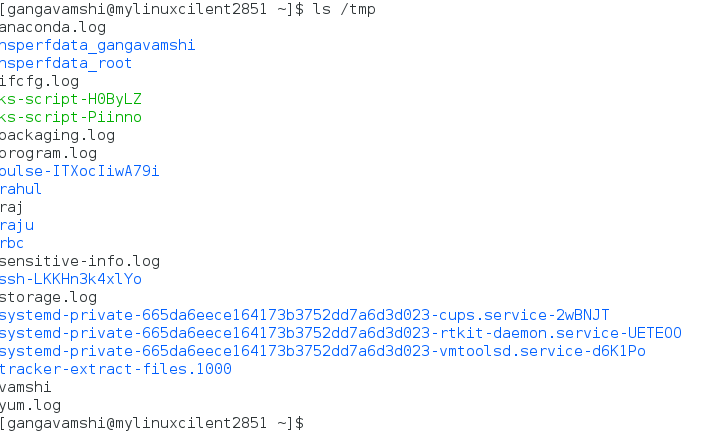 [gangavamshi@mylinuxcilent2851 ~]$ ls /tmp
anaconda.log
hsperfdata_gangavamshi
hsperfdata_root
ifcfg.log
ks-script-H0ByLZ
ks-script-Piinno
packaging.log
program.log
pulse-ITXocIiwA79i
rahul
raj
raju
rbc
sensitive-info.log
ssh-LKKHn3k4xlYo
storage.log
systemd-private-665da6eece164173b3752dd7a6d3d023-cups.service-2wBNJT
systemd-private-665da6eece164173b3752dd7a6d3d023-rtkit-daemon.service-UETEOO
systemd-private-665da6eece164173b3752dd7a6d3d023-vmtoolsd.service-d6K1Po
tracker-extract-files.1000
vamshi
yum.log
[gangavamshi@mylinuxcilent2851 ~]$